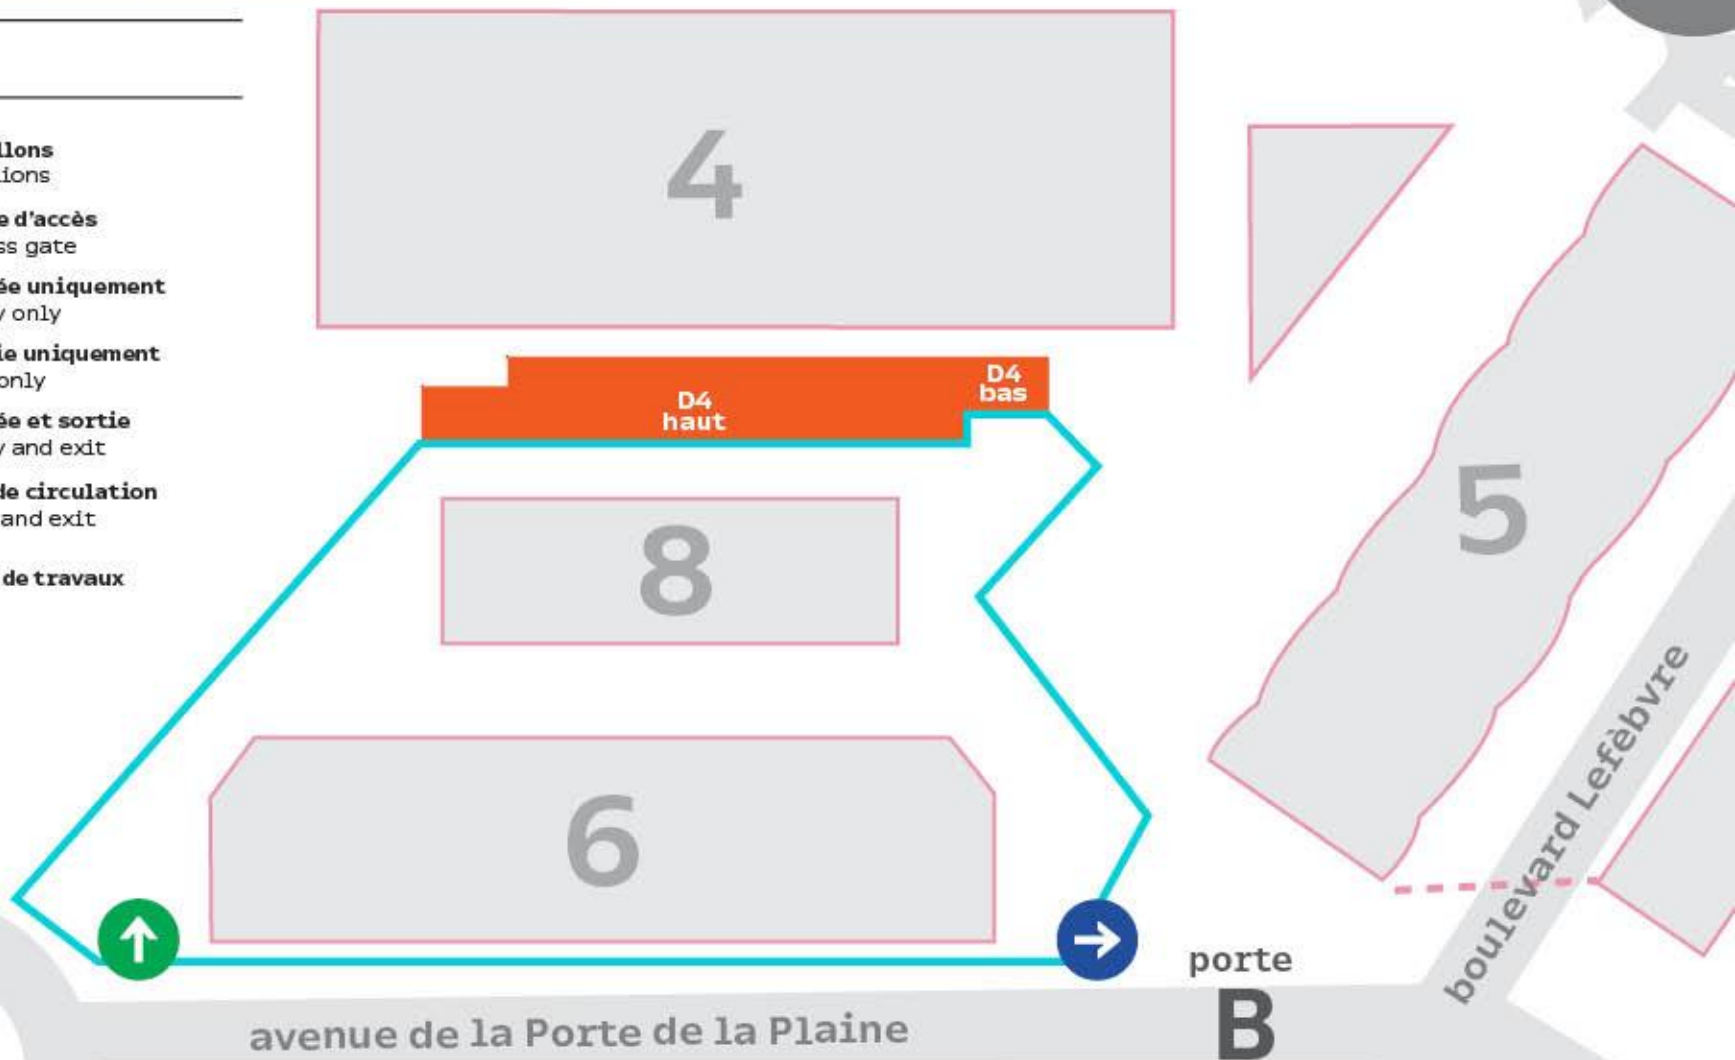 llons
ions
e d'accès
ss gate
ée uniquement
y only
ie uniquement
only
ée et sortie
y and exit
de circulation
and exit
de travaux
4
D4
haut
D4
bas
8
5
6
boulevard Lefèbvre
porte
B
avenue de la Porte de la Plaine